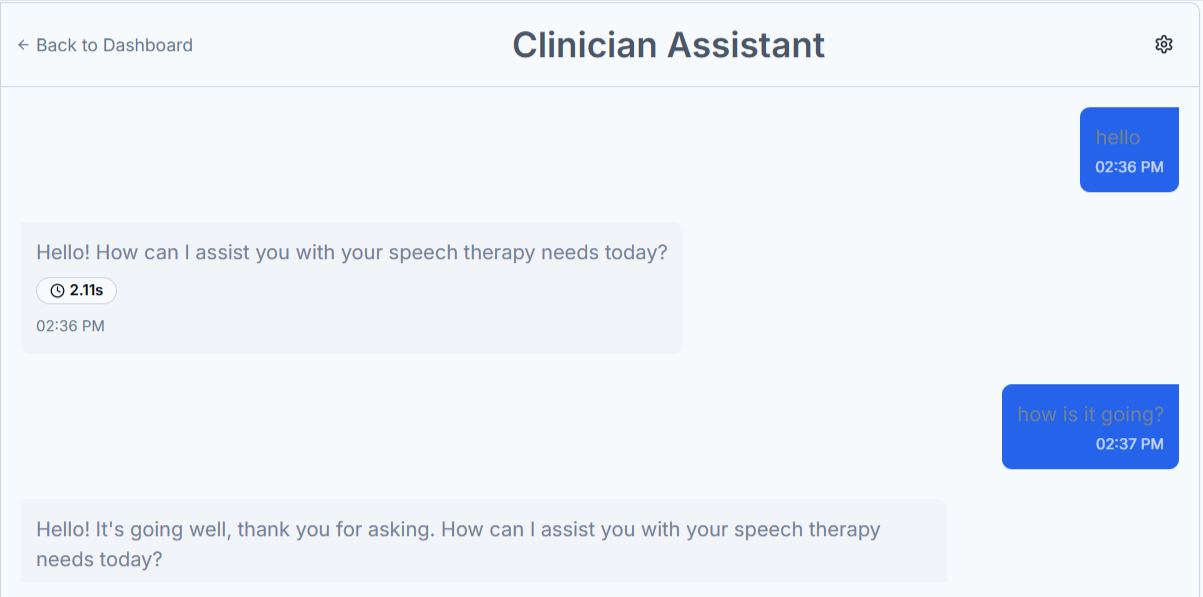 ← Back to Dashboard
Clinician Assistant
hello
02:36 PM
Hello! How can I assist you with your speech therapy needs today?
2.11s
02:36 PM
how is it going?
02:37 PM
Hello! It's going well, thank you for asking. How can I assist you with your speech therapy
needs today?